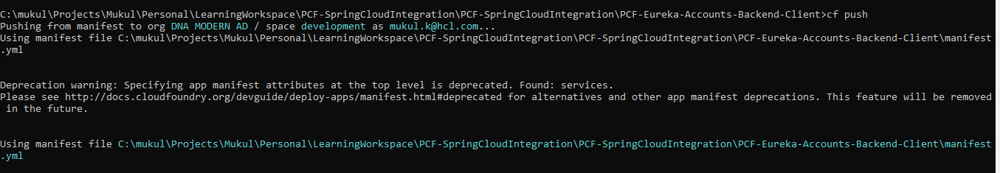 C:\mukul\Projects\Mukul\Personal\LearningWorkspace\PCF-SpringCloudIntegration\PCF-SpringCloudIntegration\PCF-Eureka-Accounts-Backend-Client>cf push
Pushing from manifest to org DNA MODERN AD / space development as mukul.k@hcl.com...
Using manifest file C:\mukul\Projects\Mukul\Personal\LearningWorkspace\PCF-SpringCloudIntegration\PCF-SpringCloudIntegration\PCF-Eureka-Accounts-Backend-Client\manifest
.yml
Deprecation warning: Specifying app manifest attributes at the top level is deprecated. Found: services.
Please see http://docs.cloudfoundry.org/devguide/deploy-apps/manifest.html#deprecated for alternatives and other app manifest deprecations. This feature will be removed
in the future.
Using manifest file C:\mukul\Projects\Mukul\Personal\LearningWorkspace\PCF-SpringCloudIntegration\PCF-SpringCloudIntegration\PCF-Eureka-Accounts-Backend-Client\manifest
.yml